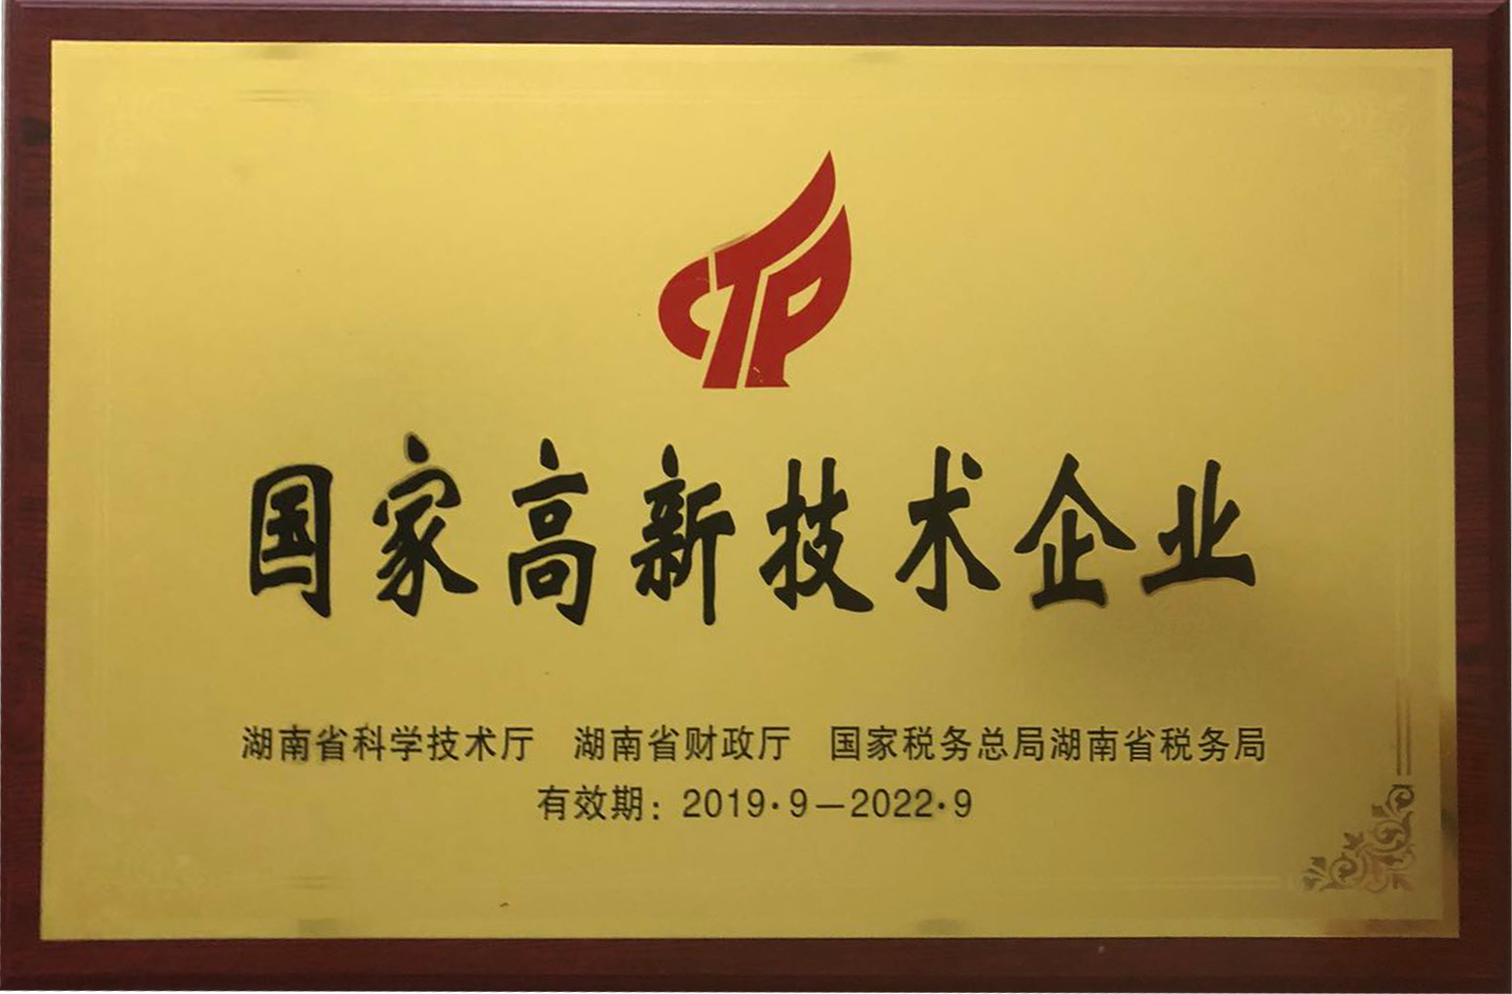 CTP
国家高新技术企业
湖南省科学技术厅 湖南省财政厅 国家税务总局湖南省税务局
有效期：2019·9—2022·9